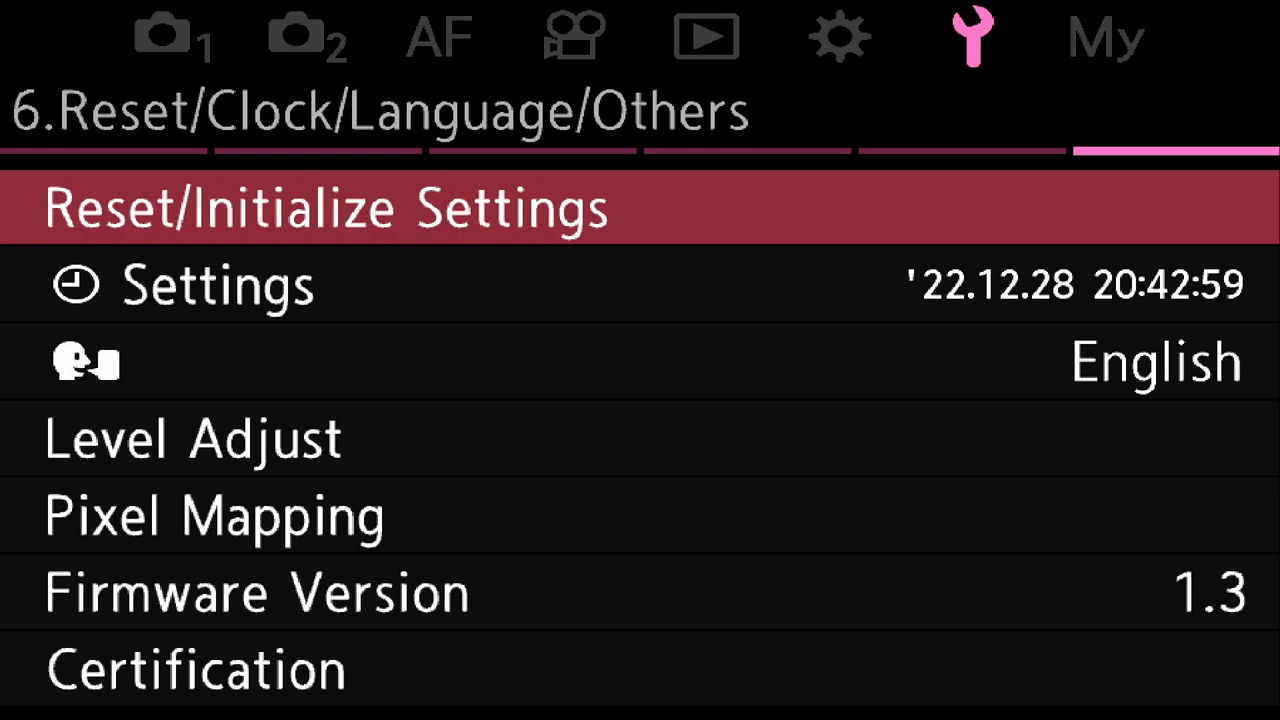 1 2 AF My
6.Reset/Clock/Language/Others
Reset/Initialize Settings
Settings '22.12.28 20:42:59
English
Level Adjust
Pixel Mapping
Firmware Version 1.3
Certification